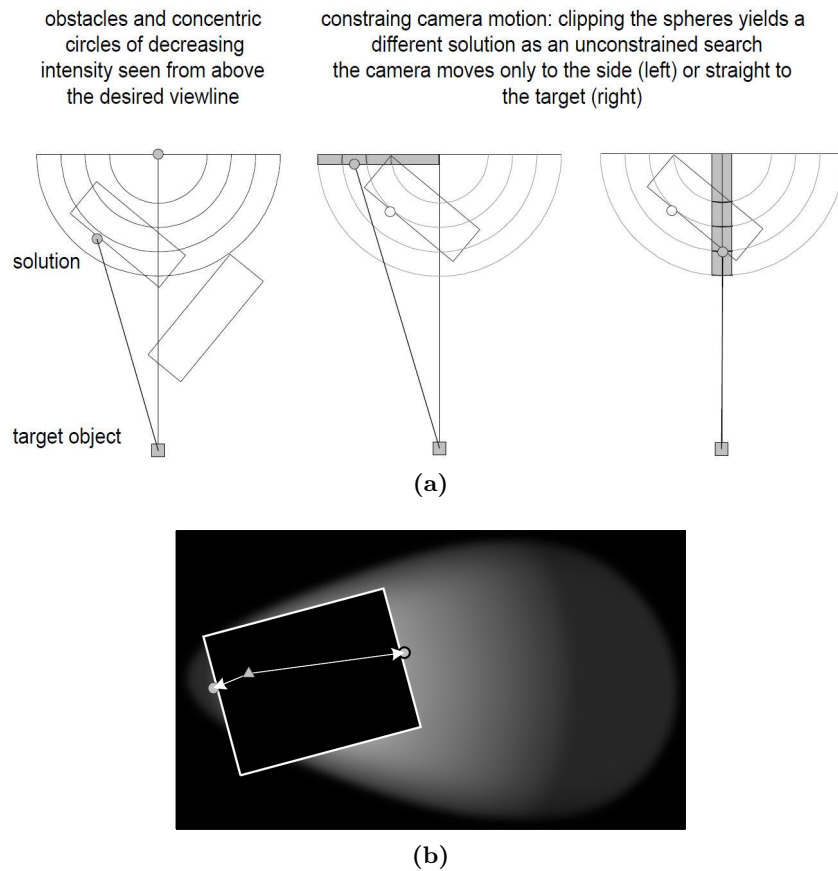 obstacles and concentric
circles of decreasing
intensity seen from above
the desired viewline
constraing camera motion: clipping the spheres yields a
different solution as an unconstrained search
the camera moves only to the side (left) or straight to
the target (right)
solution
target object
(a)
(b)